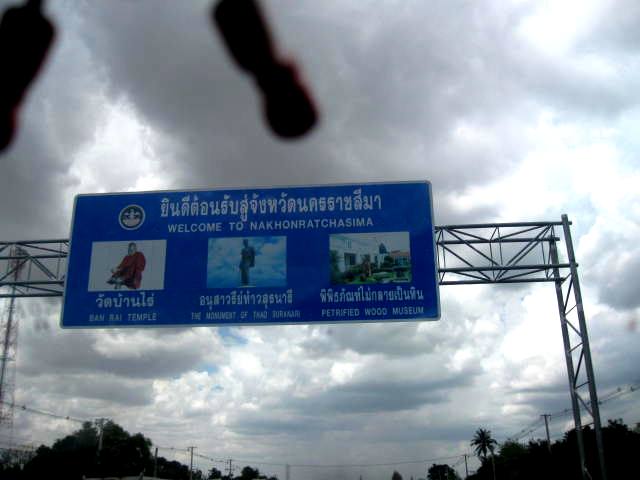 ยินดีต้อนรับสู่จังหวัดนครราชสีมา
WELCOME TO NAKHONRATCHASIMA
วัดบ้านไร่
BAN RAI TEMPLE
อนุสาวรีย์ท้าวสุรนารี
THE MONUMENT OF THAO SURANARI
พิพิธภัณฑ์ไม้กลายเป็นหิน
PETRIFIED WOOD MUSEUM